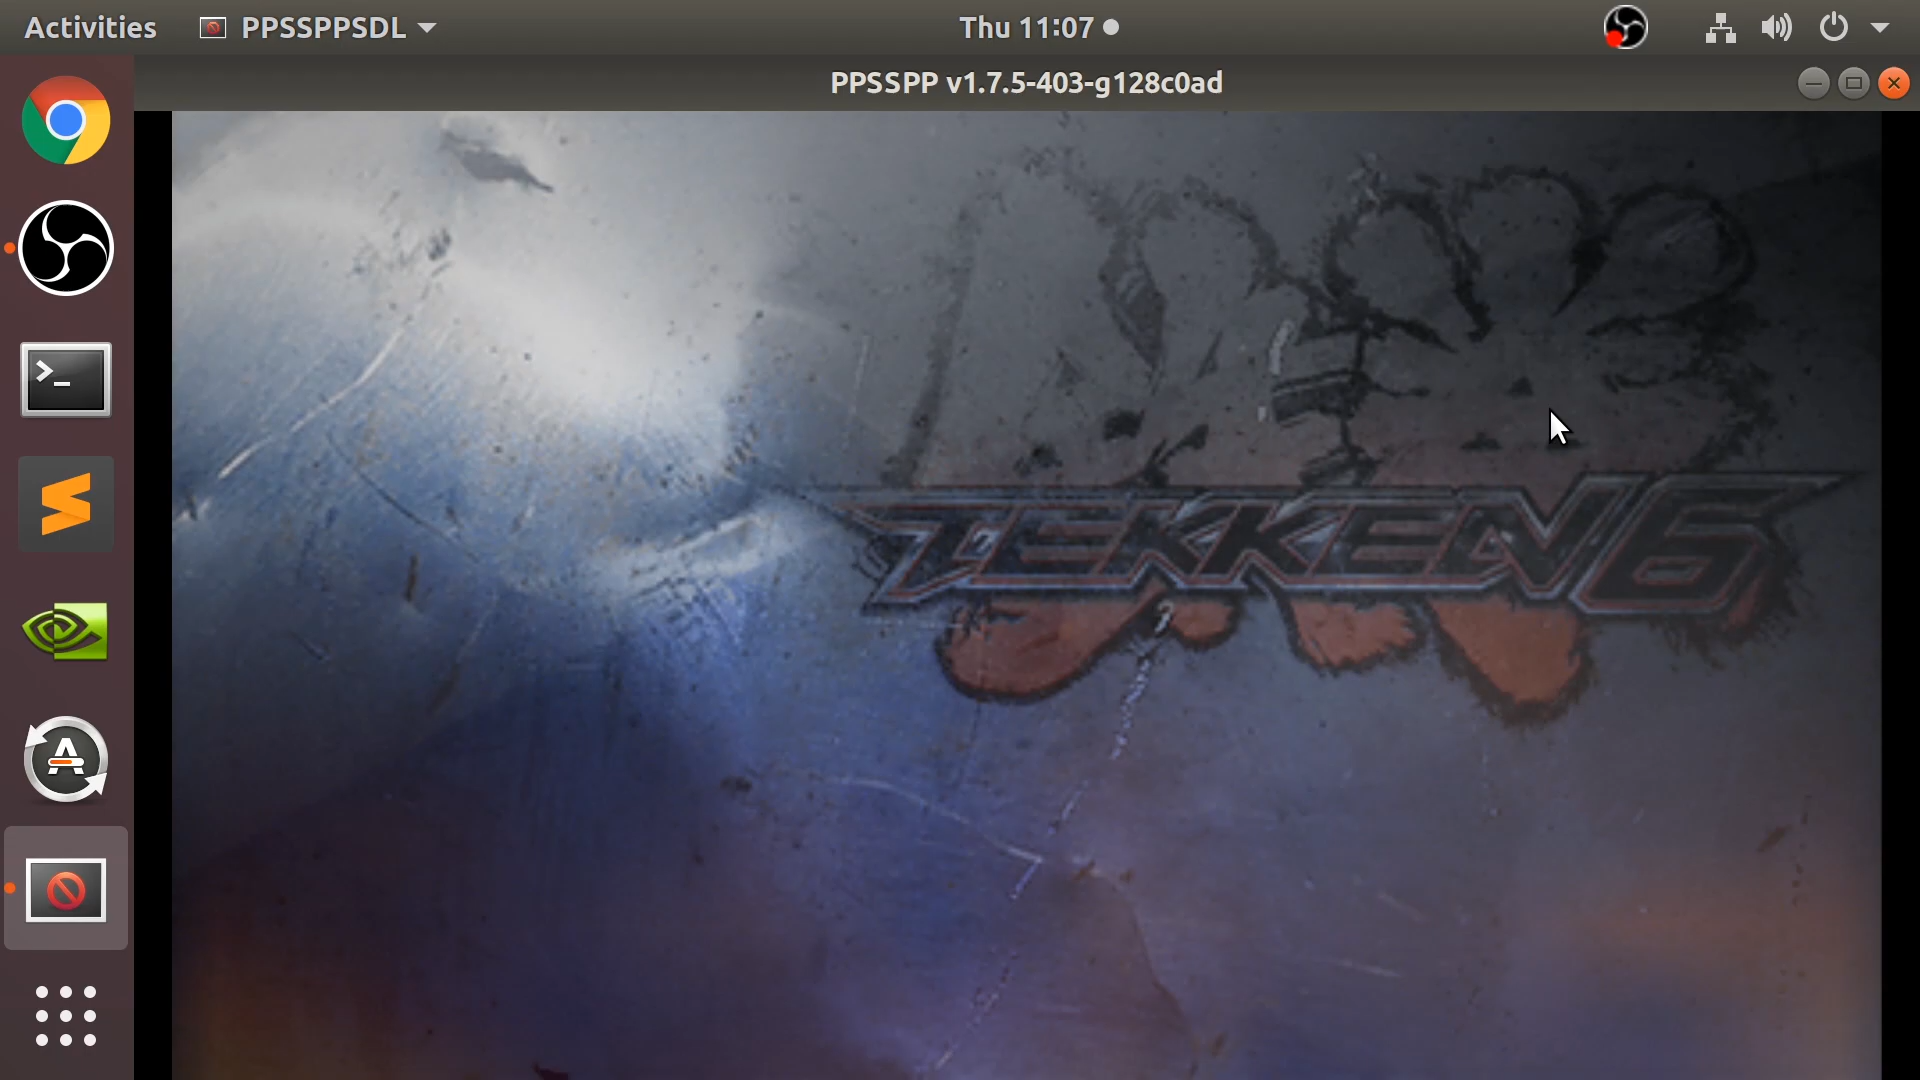 Activities
PPSSPPSDL
Thu 11:07
PPSSPP v1.7.5-403-g128c0ad
TEKKEN 6